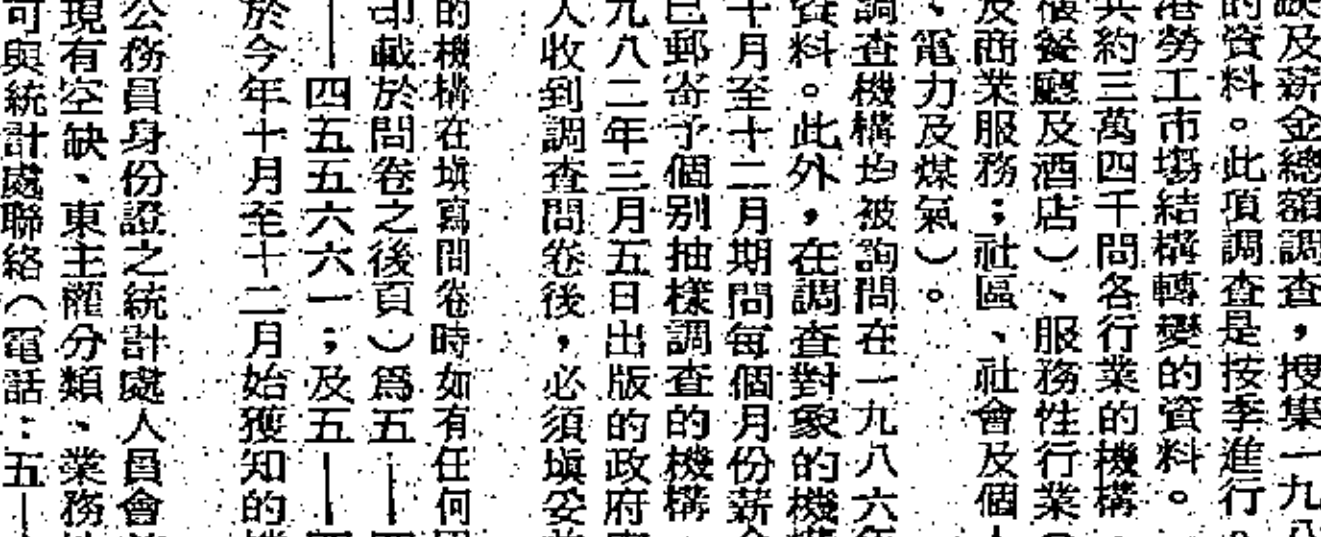 缺及薪金總額調查，搜集一九八
的資料。此項調查是按季進行。
港勞工市場結構轉變的資料。
共約三萬四千間各行業的機構
樓餐廳及酒店）、服務性行業（
及商業服務；社區、社會及個人
、電力及煤氣）。
調查機構均被詢問在一九八六年
資料。此外，在調查對象的機構
十月至十二月期間每個月份薪金
已郵寄予個別抽樣調查的機構，
九八二年三月五日出版的政府憲
人收到調查問卷後，必須塡妥
的機構在塡寫問卷時如有任何
印載於問卷之後頁）爲五—四
—四五五六六一；及五—四
於今年十月至十二月始獲知的
公務員身份證之統計處人員會
現有空缺、東主權分類、業務
可與統計處聯絡（電話：五—